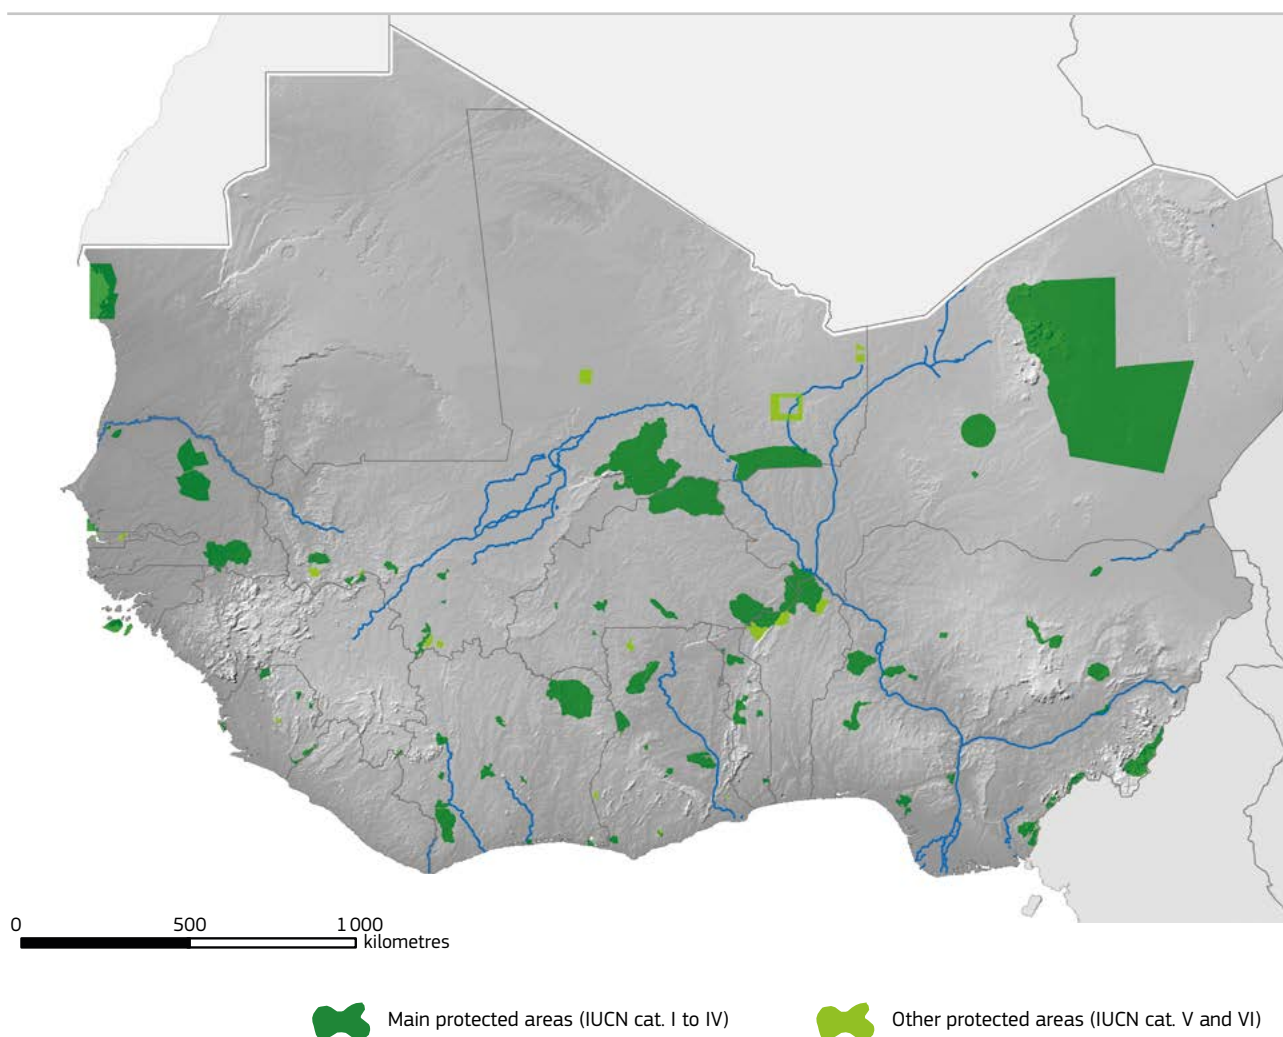 0 500 1 000
kilometres
Main protected areas (IUCN cat. I to IV) Other protected areas (IUCN cat. V and VI)